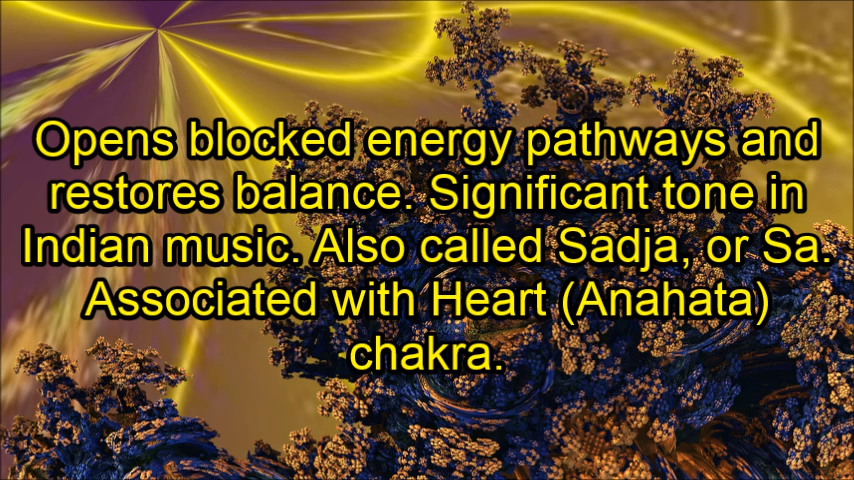 Opens blocked energy pathways and
restores balance. Significant tone in
Indian music. Also called Sadja, or Sa.
Associated with Heart (Anahata)
chakra.